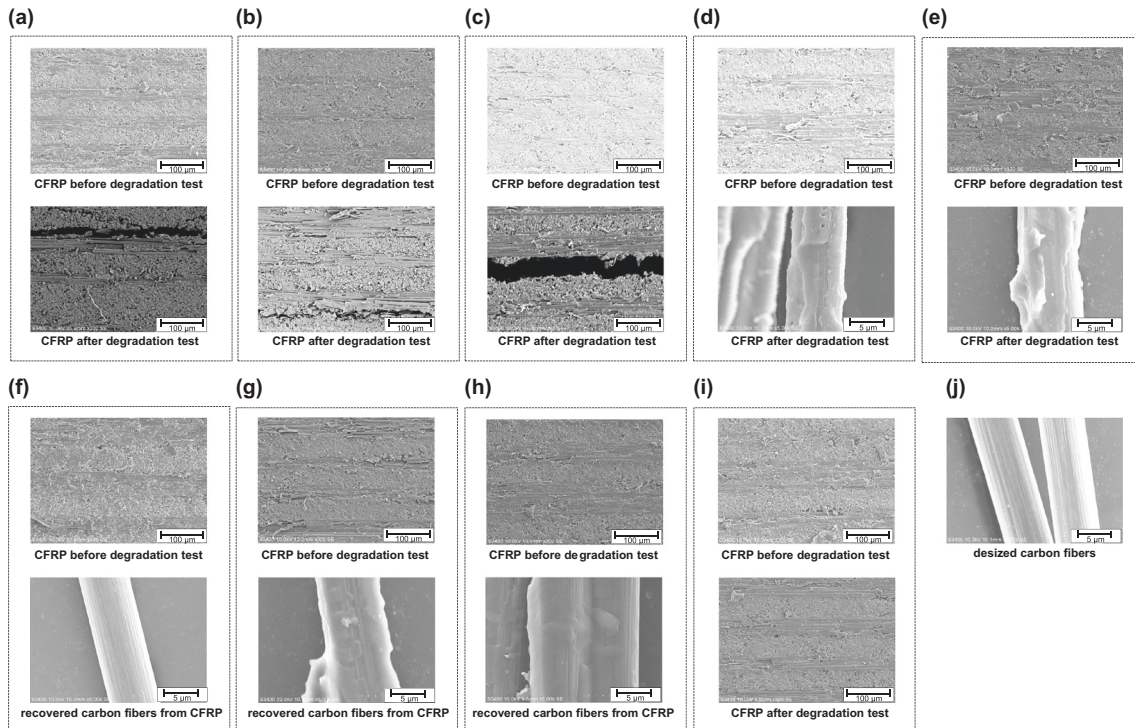 (a)
(b)
(c)
(d)
(e)
100 µm
100 µm
100 µm
100 µm
100 µm
CFRP before degradation test
CFRP before degradation test
CFRP before degradation test
CFRP before degradation test
CFRP before degradation test
100 µm
100 µm
100 µm
5 µm
5 µm
CFRP after degradation test
CFRP after degradation test
CFRP after degradation test
CFRP after degradation test
CFRP after degradation test
(f)
(g)
(h)
(i)
(j)
100 µm
100 µm
100 µm
100 µm
5 µm
CFRP before degradation test
CFRP before degradation test
CFRP before degradation test
CFRP before degradation test
desized carbon fibers
5 µm
5 µm
5 µm
100 µm
recovered carbon fibers from CFRP
recovered carbon fibers from CFRP
recovered carbon fibers from CFRP
CFRP after degradation test